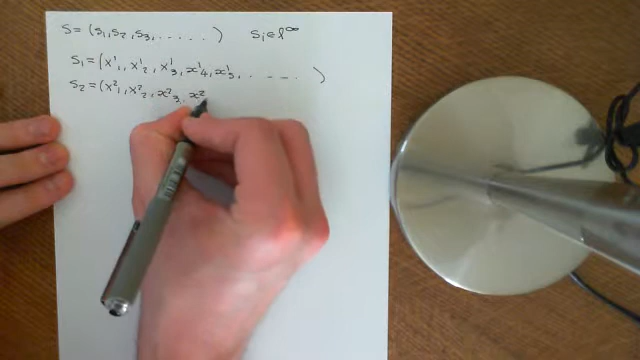 S = (s₁, s₂, s₃, . . . . . ) sᵢ ∈ l^∞
s₁ = (x¹₁, x¹₂, x¹₃, x¹₄, x¹₅, . . - - - . )
s₂ = (x²₁, x²₂, x²₃, x²